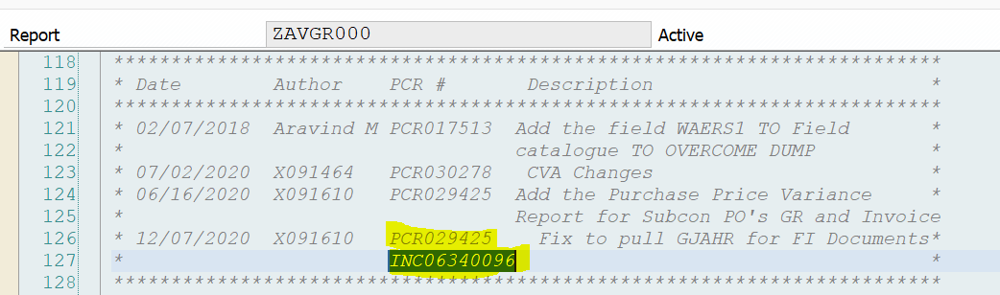 Report ZAVGR000 Active
118 ************************************************************************
119 * Date Author PCR # Description *
120 ************************************************************************
121 * 02/07/2018 Aravind M PCR017513 Add the field WAERS1 TO Field *
122 * catalogue TO OVERCOME DUMP *
123 * 07/02/2020 X091464 PCR030278 CVA Changes *
124 * 06/16/2020 X091610 PCR029425 Add the Purchase Price Variance *
125 * Report for Subcon PO's GR and Invoice
126 * 12/07/2020 X091610 PCR029425 Fix to pull GJAHR for FI Documents*
127 * INC06340096 *
128 ************************************************************************